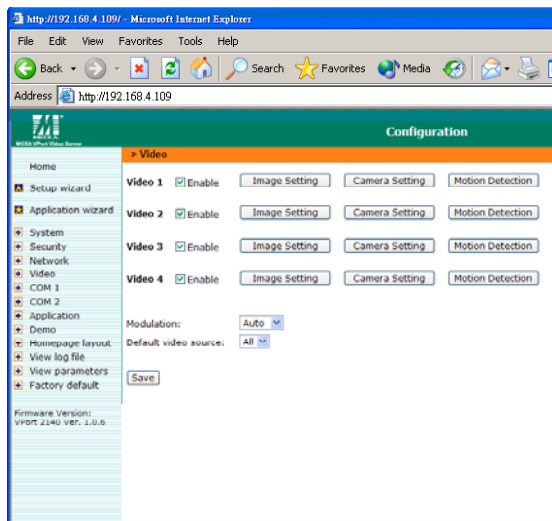 http://192.168.4.109/ - Microsoft Internet Explorer
File Edit View Favorites Tools Help
Back Search Favorites Media
Address http://192.168.4.109
MOXA VPort Video Server
Configuration
> Video
Home
Setup wizard
Application wizard
System
Security
Network
Video
COM 1
COM 2
Application
Demo
Homepage layout
View log file
View parameters
Factory default
Firmware Version:
VPort 2140 Ver. 1.0.6
Video 1 Enable Image Setting Camera Setting Motion Detection
Video 2 Enable Image Setting Camera Setting Motion Detection
Video 3 Enable Image Setting Camera Setting Motion Detection
Video 4 Enable Image Setting Camera Setting Motion Detection
Modulation: Auto
Default video source: All
Save